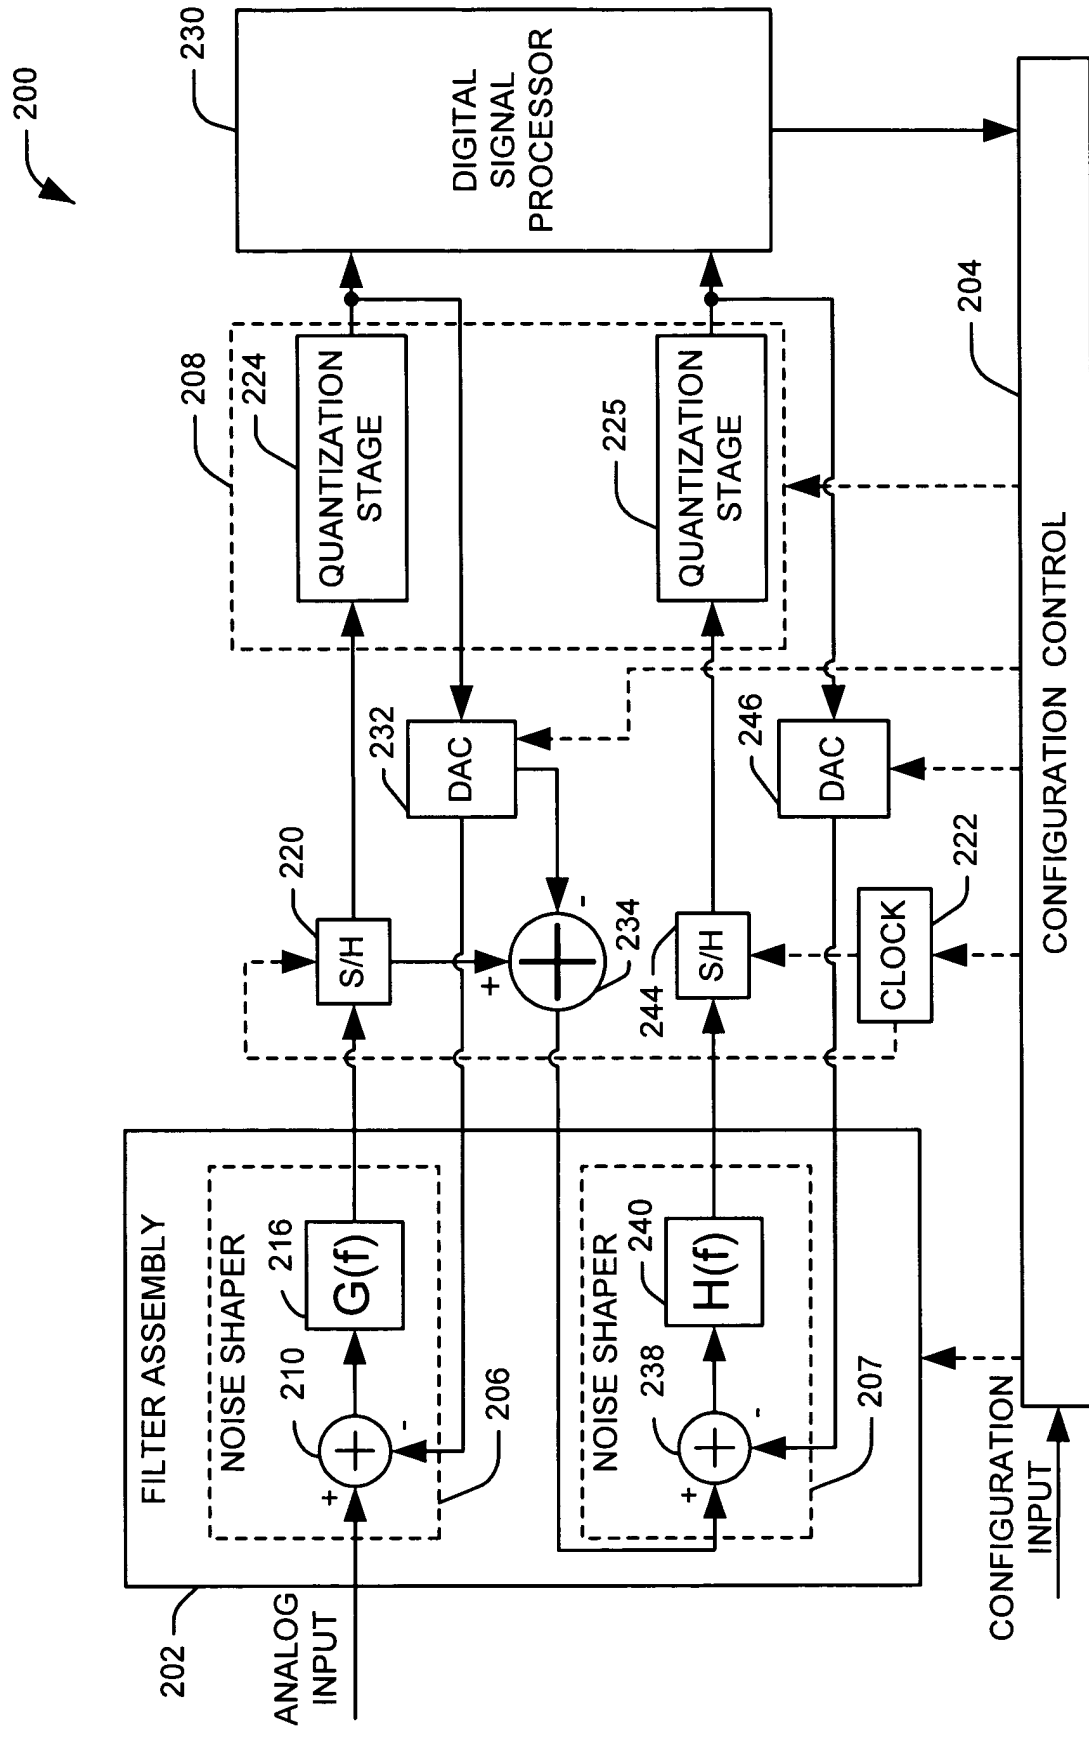 200
230
DIGITAL
SIGNAL
PROCESSOR
208
224
QUANTIZATION
STAGE
225
QUANTIZATION
STAGE
204
220
S/H
232
DAC
+
-
234
244
S/H
246
DAC
222
CLOCK
CONFIGURATION CONTROL
FILTER ASSEMBLY
NOISE SHAPER
216
G(f)
210
+
-
206
NOISE SHAPER
240
H(f)
238
+
-
207
202
ANALOG
INPUT
CONFIGURATION
INPUT